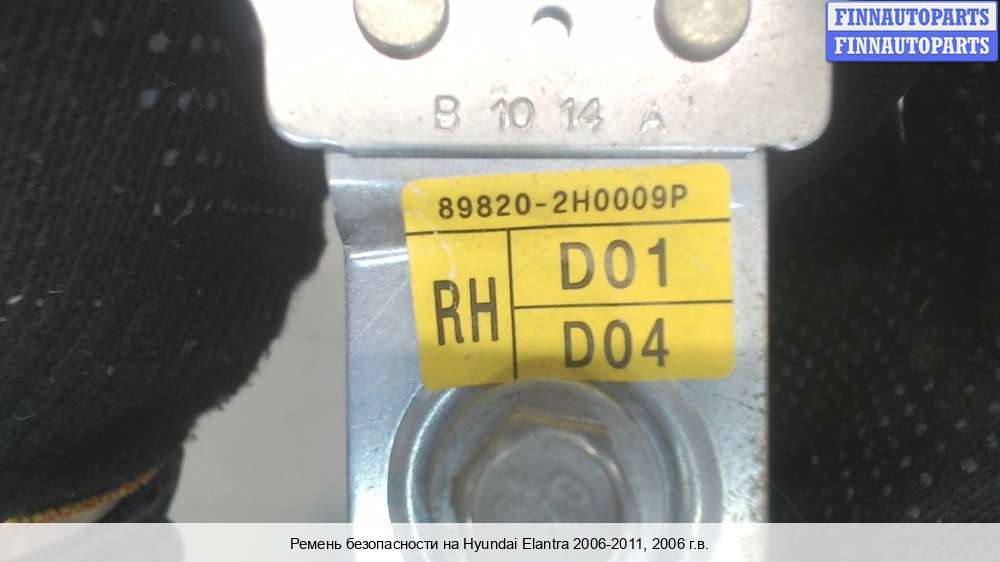 FINNAUTOPARTS
FINNAUTOPARTS
B 10 14 A
89820-2H0009P
RH
D01
D04
Ремень безопасности на Hyundai Elantra 2006-2011, 2006 г.в.